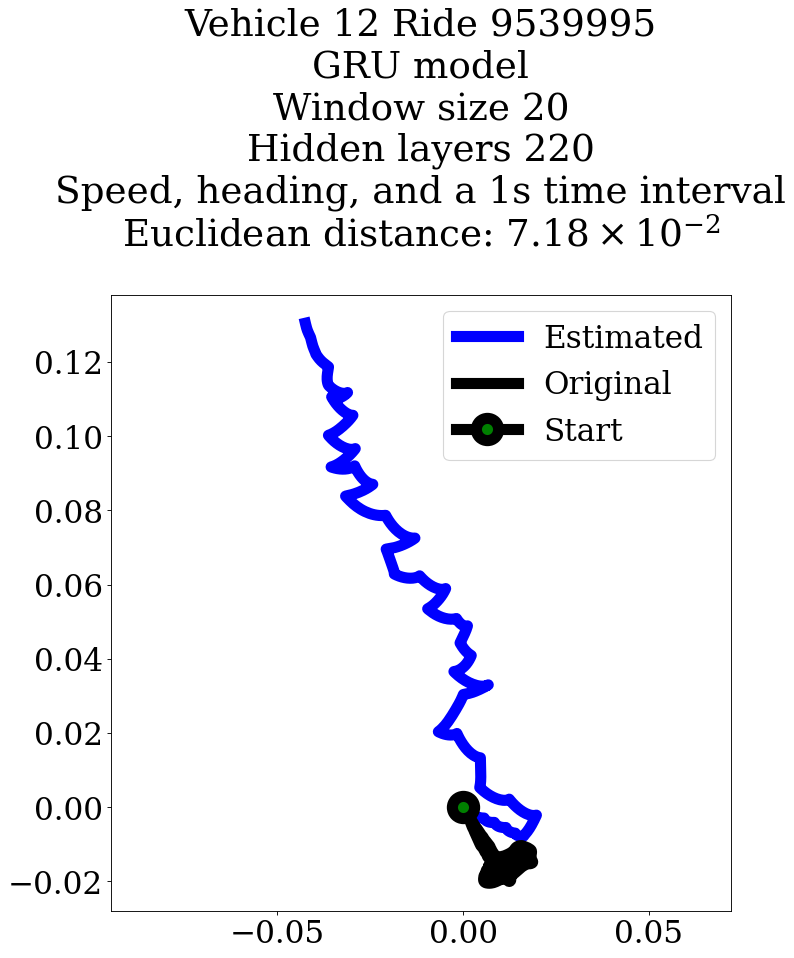 Vehicle 12 Ride 9539995
GRU model
Window size 20
Hidden layers 220
Speed, heading, and a 1s time interval
Euclidean distance: 7.18 × 10⁻²
Estimated
Original
Start
0.12
0.10
0.08
0.06
0.04
0.02
0.00
−0.02
−0.05 0.00 0.05